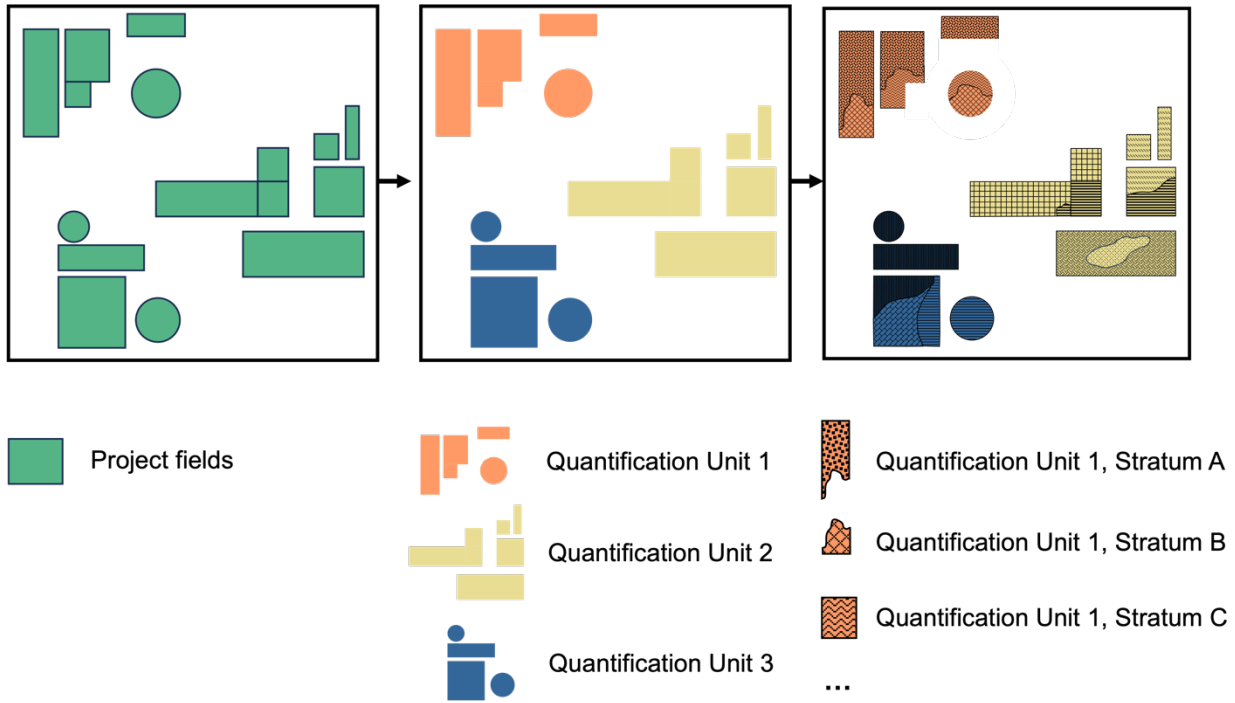 Project fields
Quantification Unit 1
Quantification Unit 2
Quantification Unit 3
Quantification Unit 1, Stratum A
Quantification Unit 1, Stratum B
Quantification Unit 1, Stratum C
...